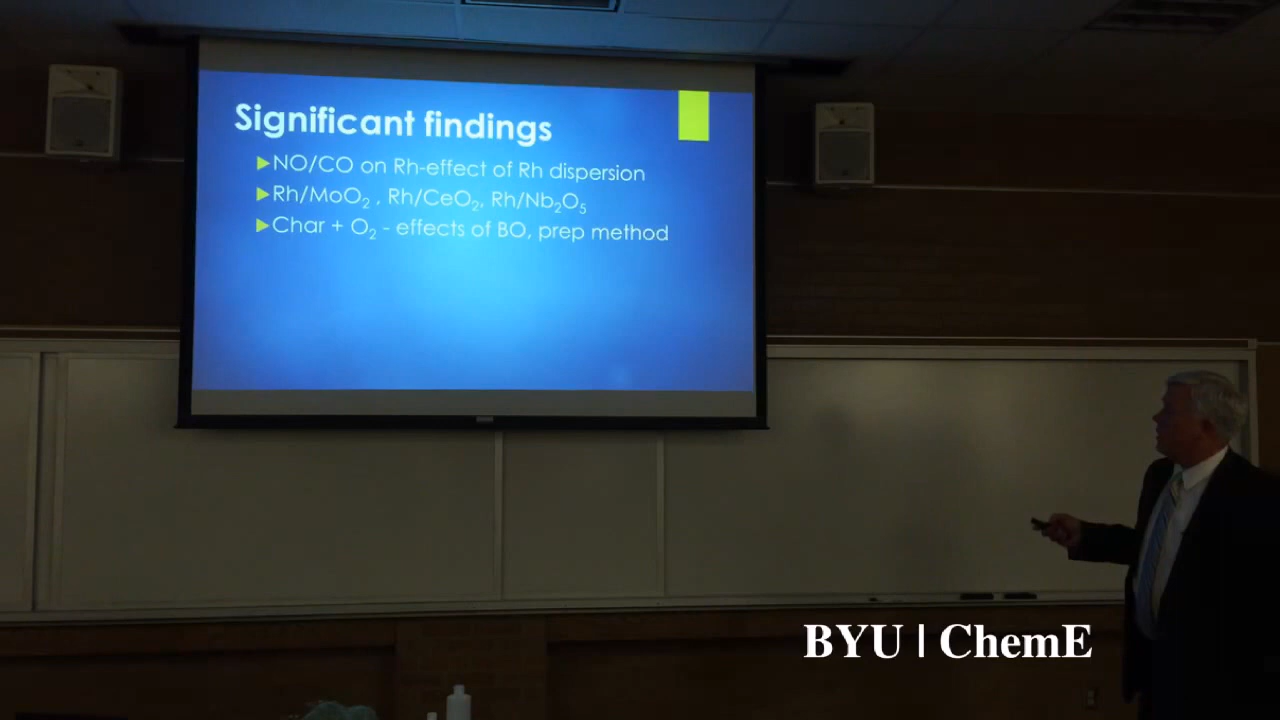 Significant findings
NO/CO on Rh-effect of Rh dispersion
Rh/MoO₂ , Rh/CeO₂, Rh/Nb₂O₅
Char + O₂ - effects of BO, prep method
BYU | ChemE